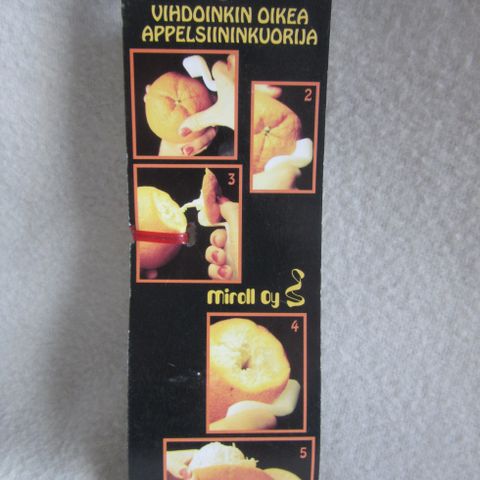 VIHDOINKIN OIKEA
APPELSIININKUORIJA
2
3
miroll Oy
4
5